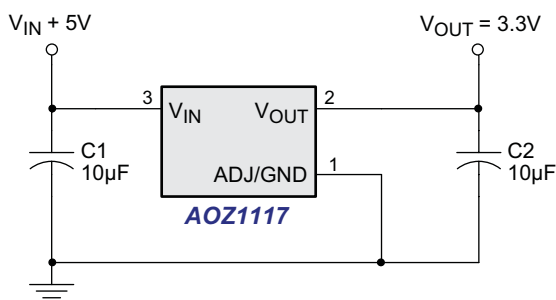 VIN + 5V
VOUT = 3.3V
3
VIN
VOUT
2
C1
10µF
ADJ/GND
1
C2
10µF
AOZ1117